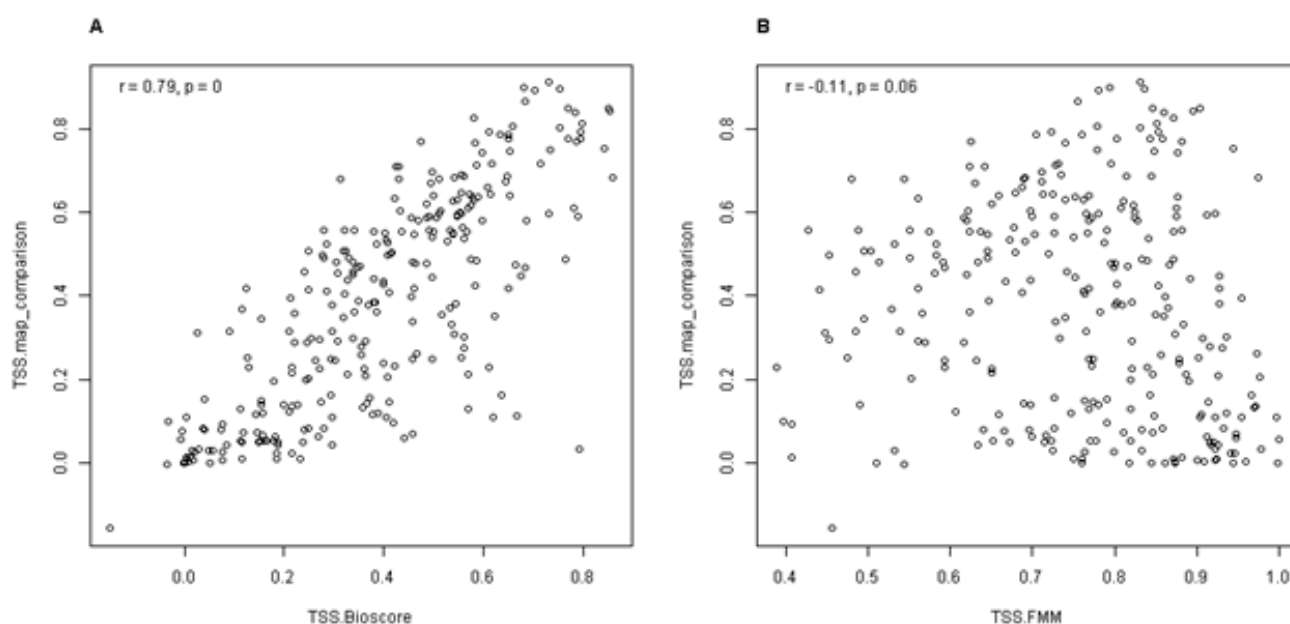 A
r = 0.79, p = 0
TSS.map_comparison
0.0 0.2 0.4 0.6 0.8
0.0 0.2 0.4 0.6 0.8
TSS.Bioscore
B
r = -0.11, p = 0.06
TSS.map_comparison
0.0 0.2 0.4 0.6 0.8
0.4 0.5 0.6 0.7 0.8 0.9 1.0
TSS.FMM